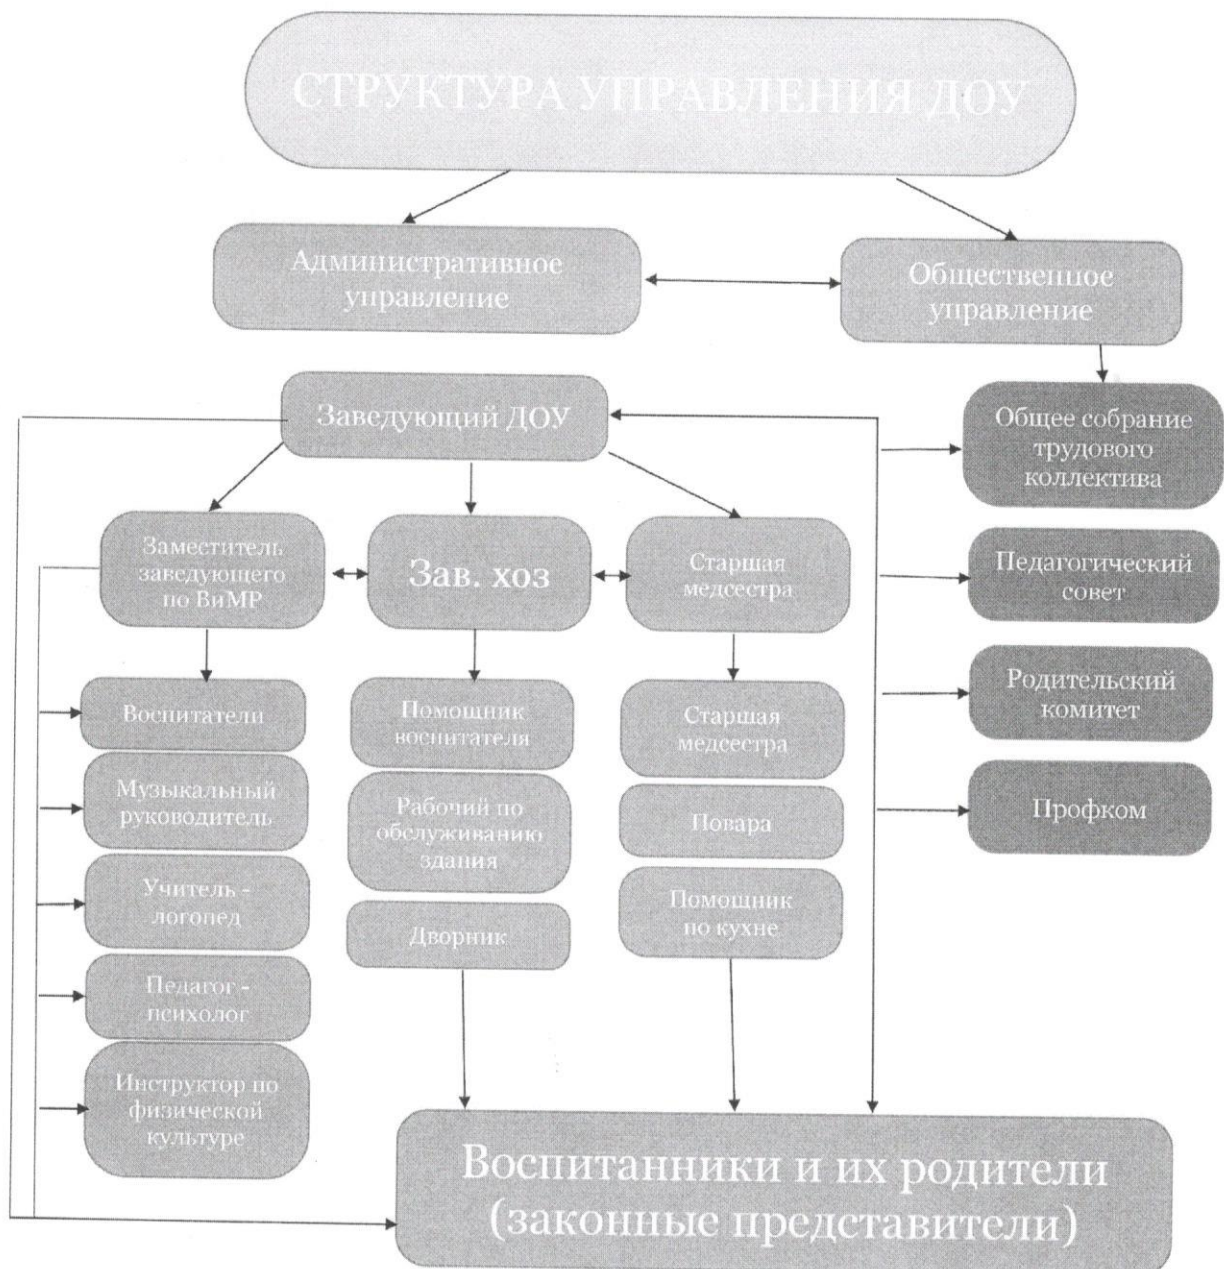 СТРУКТУРА УПРАВЛЕНИЯ ДОУ
Административное
управление
Общественное
управление
Заведующий ДОУ
Общее собрание
трудового
коллектива
Заместитель
заведующего
по ВиМР
Зав. хоз
Старшая
медсестра
Педагогический
совет
Воспитатели
Помощник
воспитателя
Старшая
медсестра
Родительский
комитет
Музыкальный
руководитель
Рабочий по
обслуживанию
здания
Повара
Профком
Учитель -
логопед
Дворник
Помощник
по кухне
Педагог -
психолог
Инструктор по
физической
культуре
Воспитанники и их родители
(законные представители)